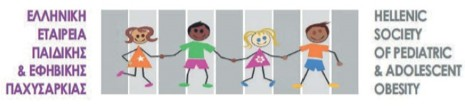 ΕΛΛΗΝΙΚΗ
ΕΤΑΙΡΕΙΑ
ΠΑΙΔΙΚΗΣ
& ΕΦΗΒΙΚΗΣ
ΠΑΧΥΣΑΡΚΙΑΣ
HELLENIC
SOCIETY
OF PEDIATRIC
& ADOLESCENT
OBESITY